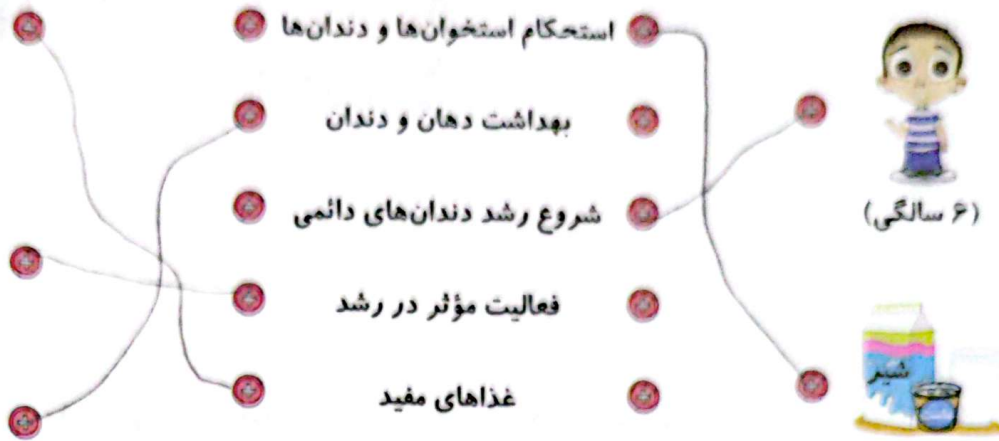 استحکام استخوان‌ها و دندان‌ها
بهداشت دهان و دندان
شروع رشد دندان‌های دائمی
(۶ سالگی)
فعالیت مؤثر در رشد
شیر
غذاهای مفید